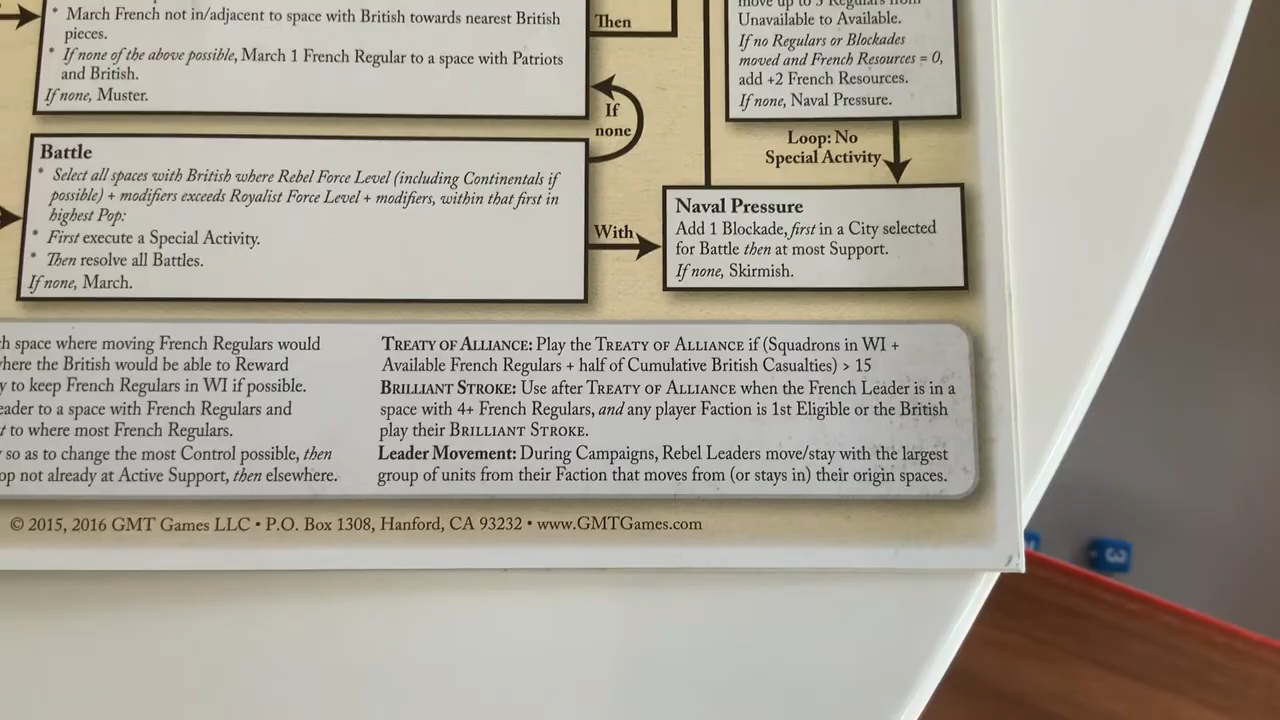 March French not in/adjacent to space with British towards nearest British
pieces.
* If none of the above possible, March 1 French Regular to a space with Patriots
and British.
If none, Muster.
Then
If
none
Battle
* Select all spaces with British where Rebel Force Level (including Continentals if
possible) + modifiers exceeds Royalist Force Level + modifiers, within that first in
highest Pop:
* First execute a Special Activity.
* Then resolve all Battles.
If none, March.
With
move up to 3 Regulars from
Unavailable to Available.
If no Regulars or Blockades
moved and French Resources = 0,
add +2 French Resources.
If none, Naval Pressure.
Loop: No
Special Activity
Naval Pressure
Add 1 Blockade, first in a City selected
for Battle then at most Support.
If none, Skirmish.
space where moving French Regulars would
where the British would be able to Reward
to keep French Regulars in WI if possible.
to a space with French Regulars and
to where most French Regulars.
so as to change the most Control possible, then
not already at Active Support, then elsewhere.
TREATY OF ALLIANCE: Play the TREATY OF ALLIANCE if (Squadrons in WI +
Available French Regulars + half of Cumulative British Casualties) > 15
BRILLIANT STROKE: Use after TREATY OF ALLIANCE when the French Leader is in a
space with 4+ French Regulars, and any player Faction is 1st Eligible or the British
play their BRILLIANT STROKE.
Leader Movement: During Campaigns, Rebel Leaders move/stay with the largest
group of units from their Faction that moves from (or stays in) their origin spaces.
© 2015, 2016 GMT Games LLC • P.O. Box 1308, Hanford, CA 93232 • www.GMTGames.com
3